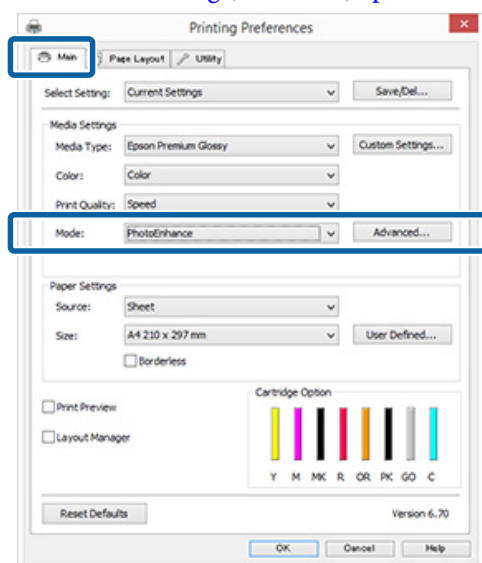 Printing Preferences
Main Page Layout Utility
Select Setting: Current Settings Save/Del...
Media Settings
Media Type: Epson Premium Glossy Custom Settings...
Color: Color
Print Quality: Speed
Mode: PhotoEnhance Advanced...
Paper Settings
Source: Sheet
Size: A4 210 x 297 mm User Defined...
Borderless
Cartridge Option
Print Preview
Layout Manager
Y M MK R OR PK GO C
Reset Defaults Version 6.70
OK Cancel Help